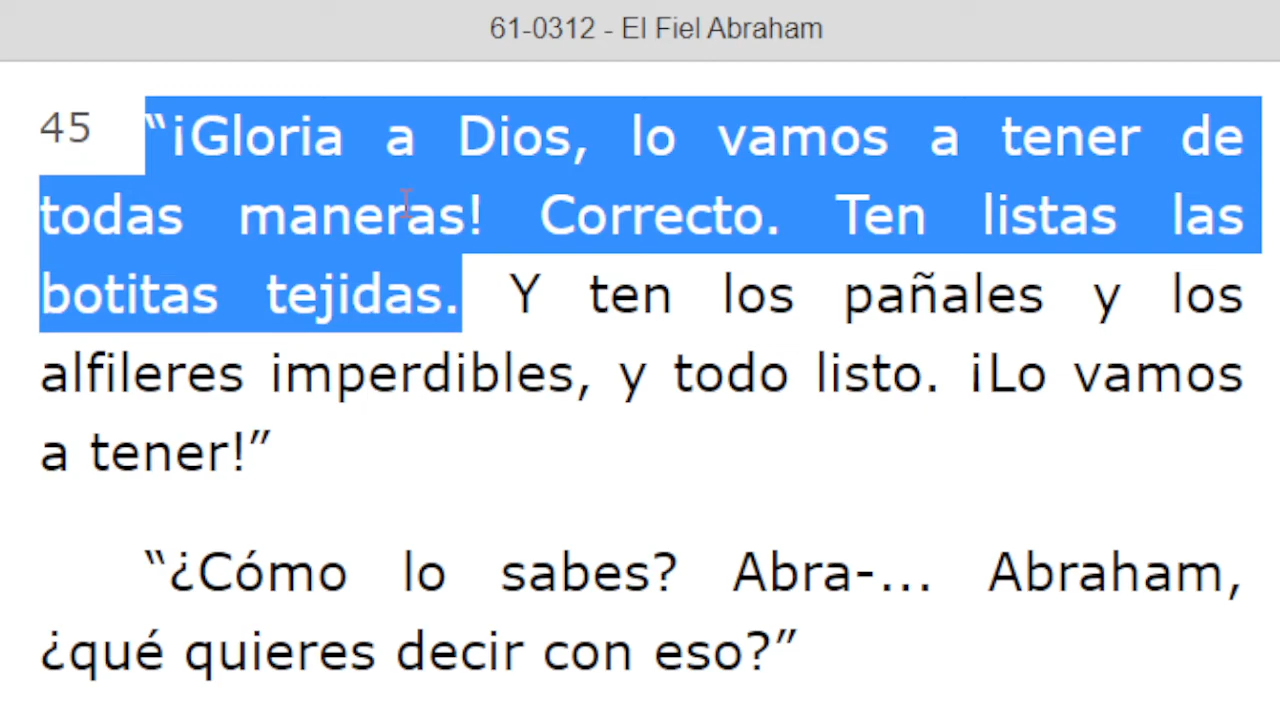 61-0312 - El Fiel Abraham
45 “¡Gloria a Dios, lo vamos a tener de
todas maneras! Correcto. Ten listas las
botitas tejidas. Y ten los pañales y los
alfileres imperdibles, y todo listo. ¡Lo vamos
a tener!”
“¿Cómo lo sabes? Abra-... Abraham,
¿qué quieres decir con eso?”